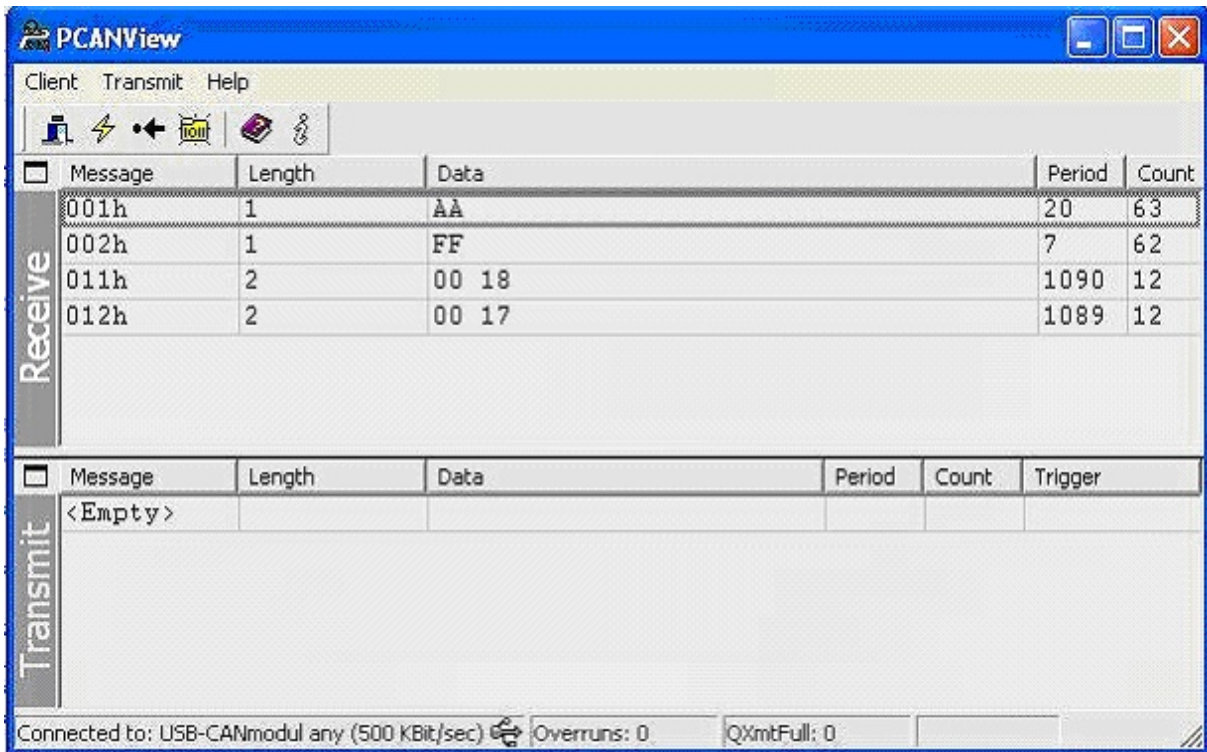 PCANView
Client Transmit Help
Message Length Data Period Count
001h 1 AA 20 63
002h 1 FF 7 62
011h 2 00 18 1090 12
012h 2 00 17 1089 12
Receive
Message Length Data Period Count Trigger
<Empty>
Transmit
Connected to: USB-CANmodul any (500 KBit/sec) Overruns: 0 QXmtFull: 0